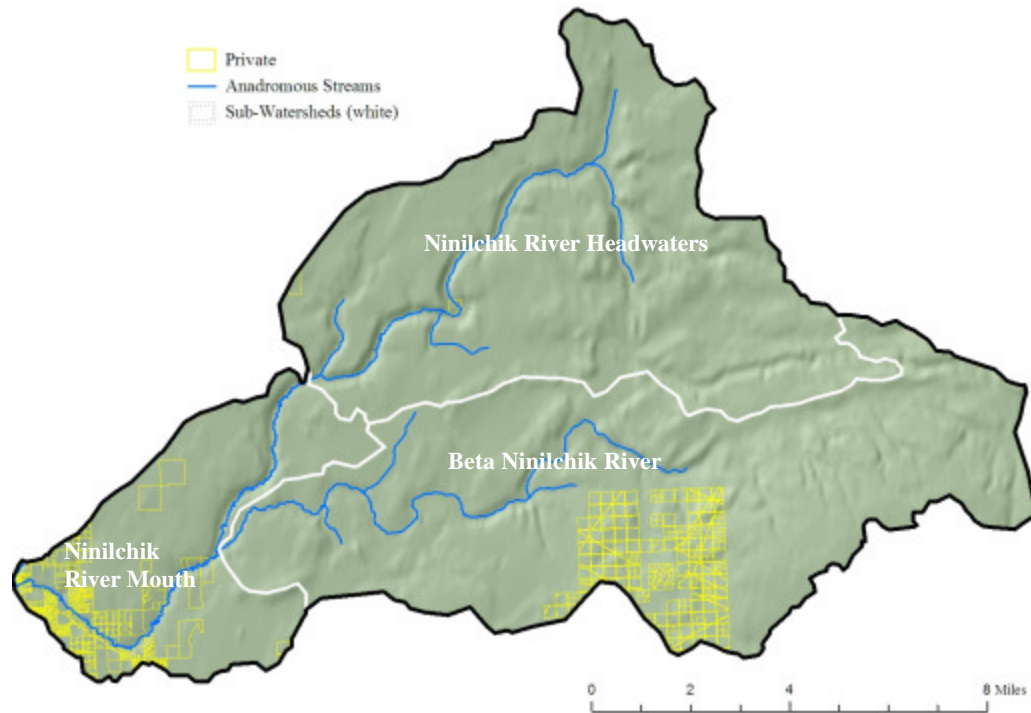 Private
Anadromous Streams
Sub-Watersheds (white)
Ninilchik River Headwaters
Beta Ninilchik River
Ninilchik
River Mouth
0 2 4 8 Miles